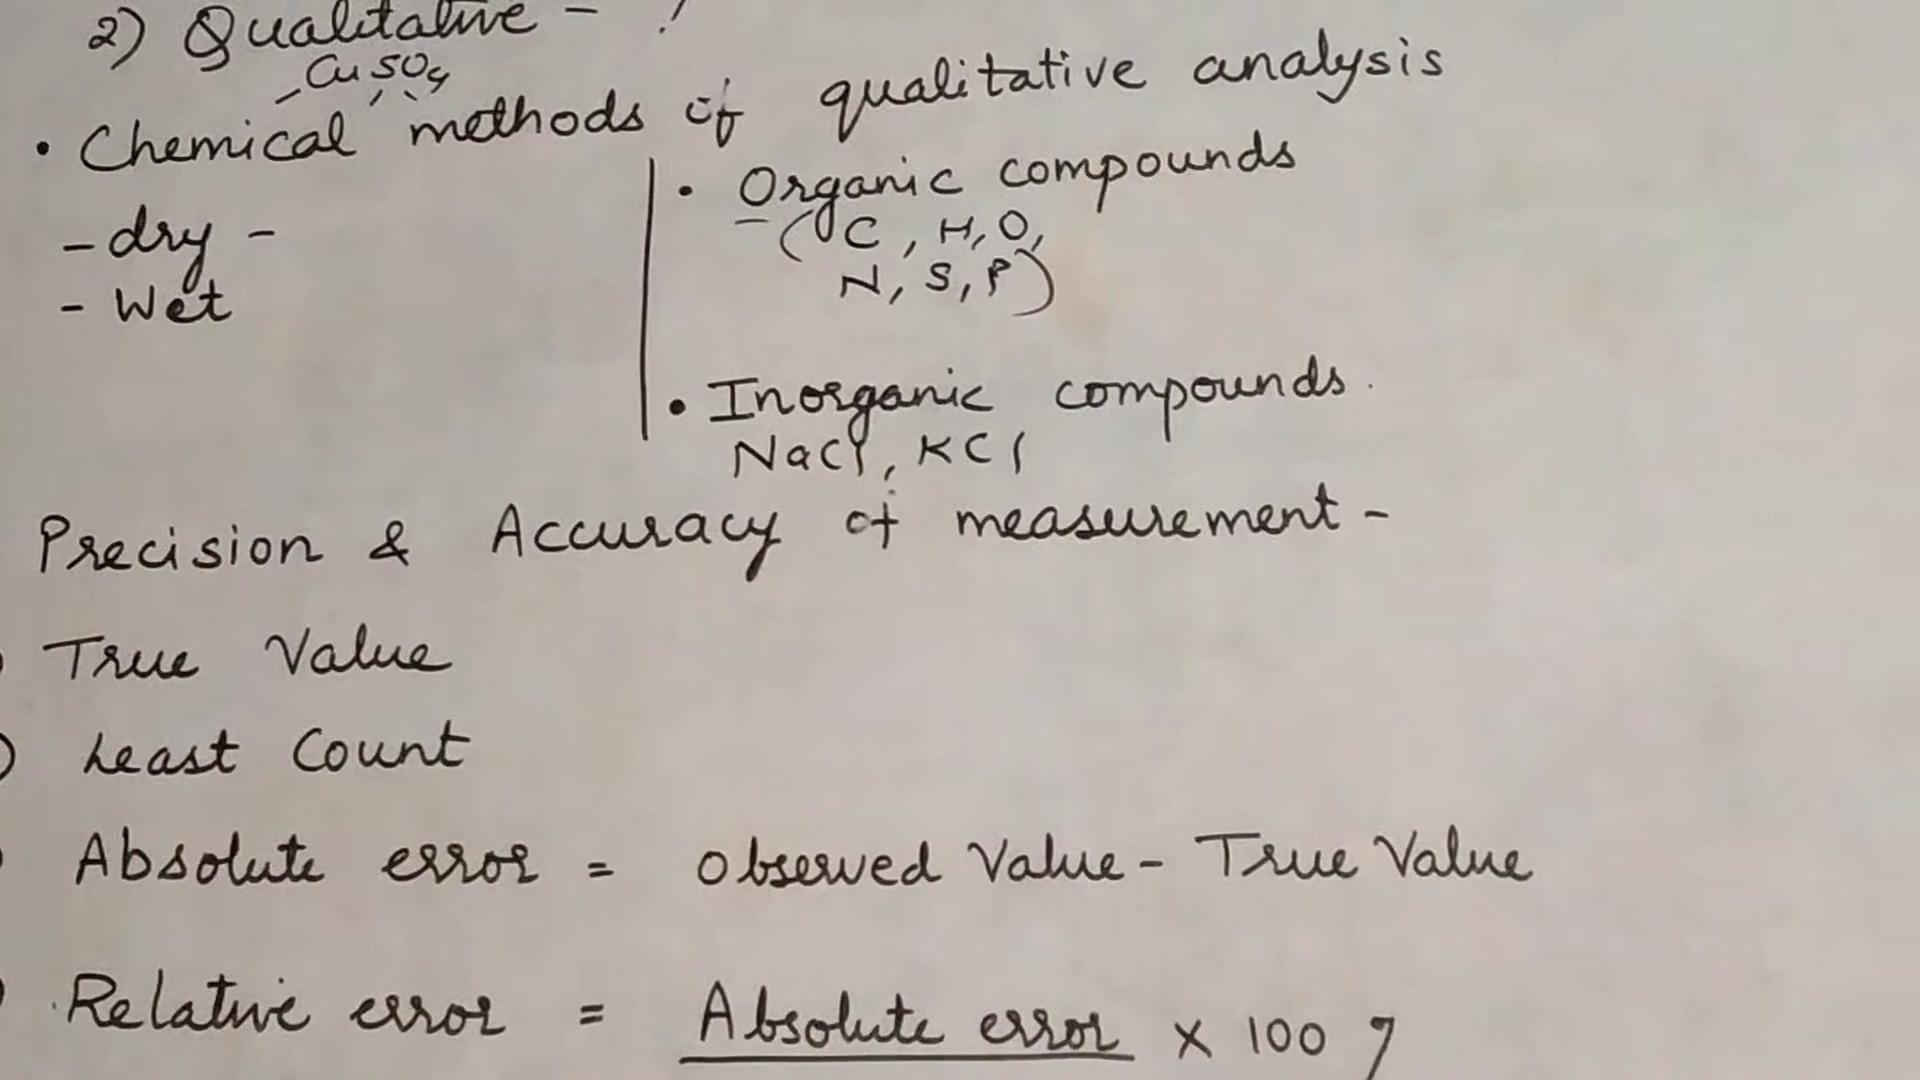 2) Qualitative -
CuSO4
• Chemical methods of qualitative analysis
- dry -
- Wet
• Organic compounds
(C, H, O,
N, S, P)
• Inorganic compounds.
NaCl, KCl
Precision & Accuracy of measurement -
True Value
Least Count
Absolute error = Observed Value - True Value
Relative error = Absolute error × 100